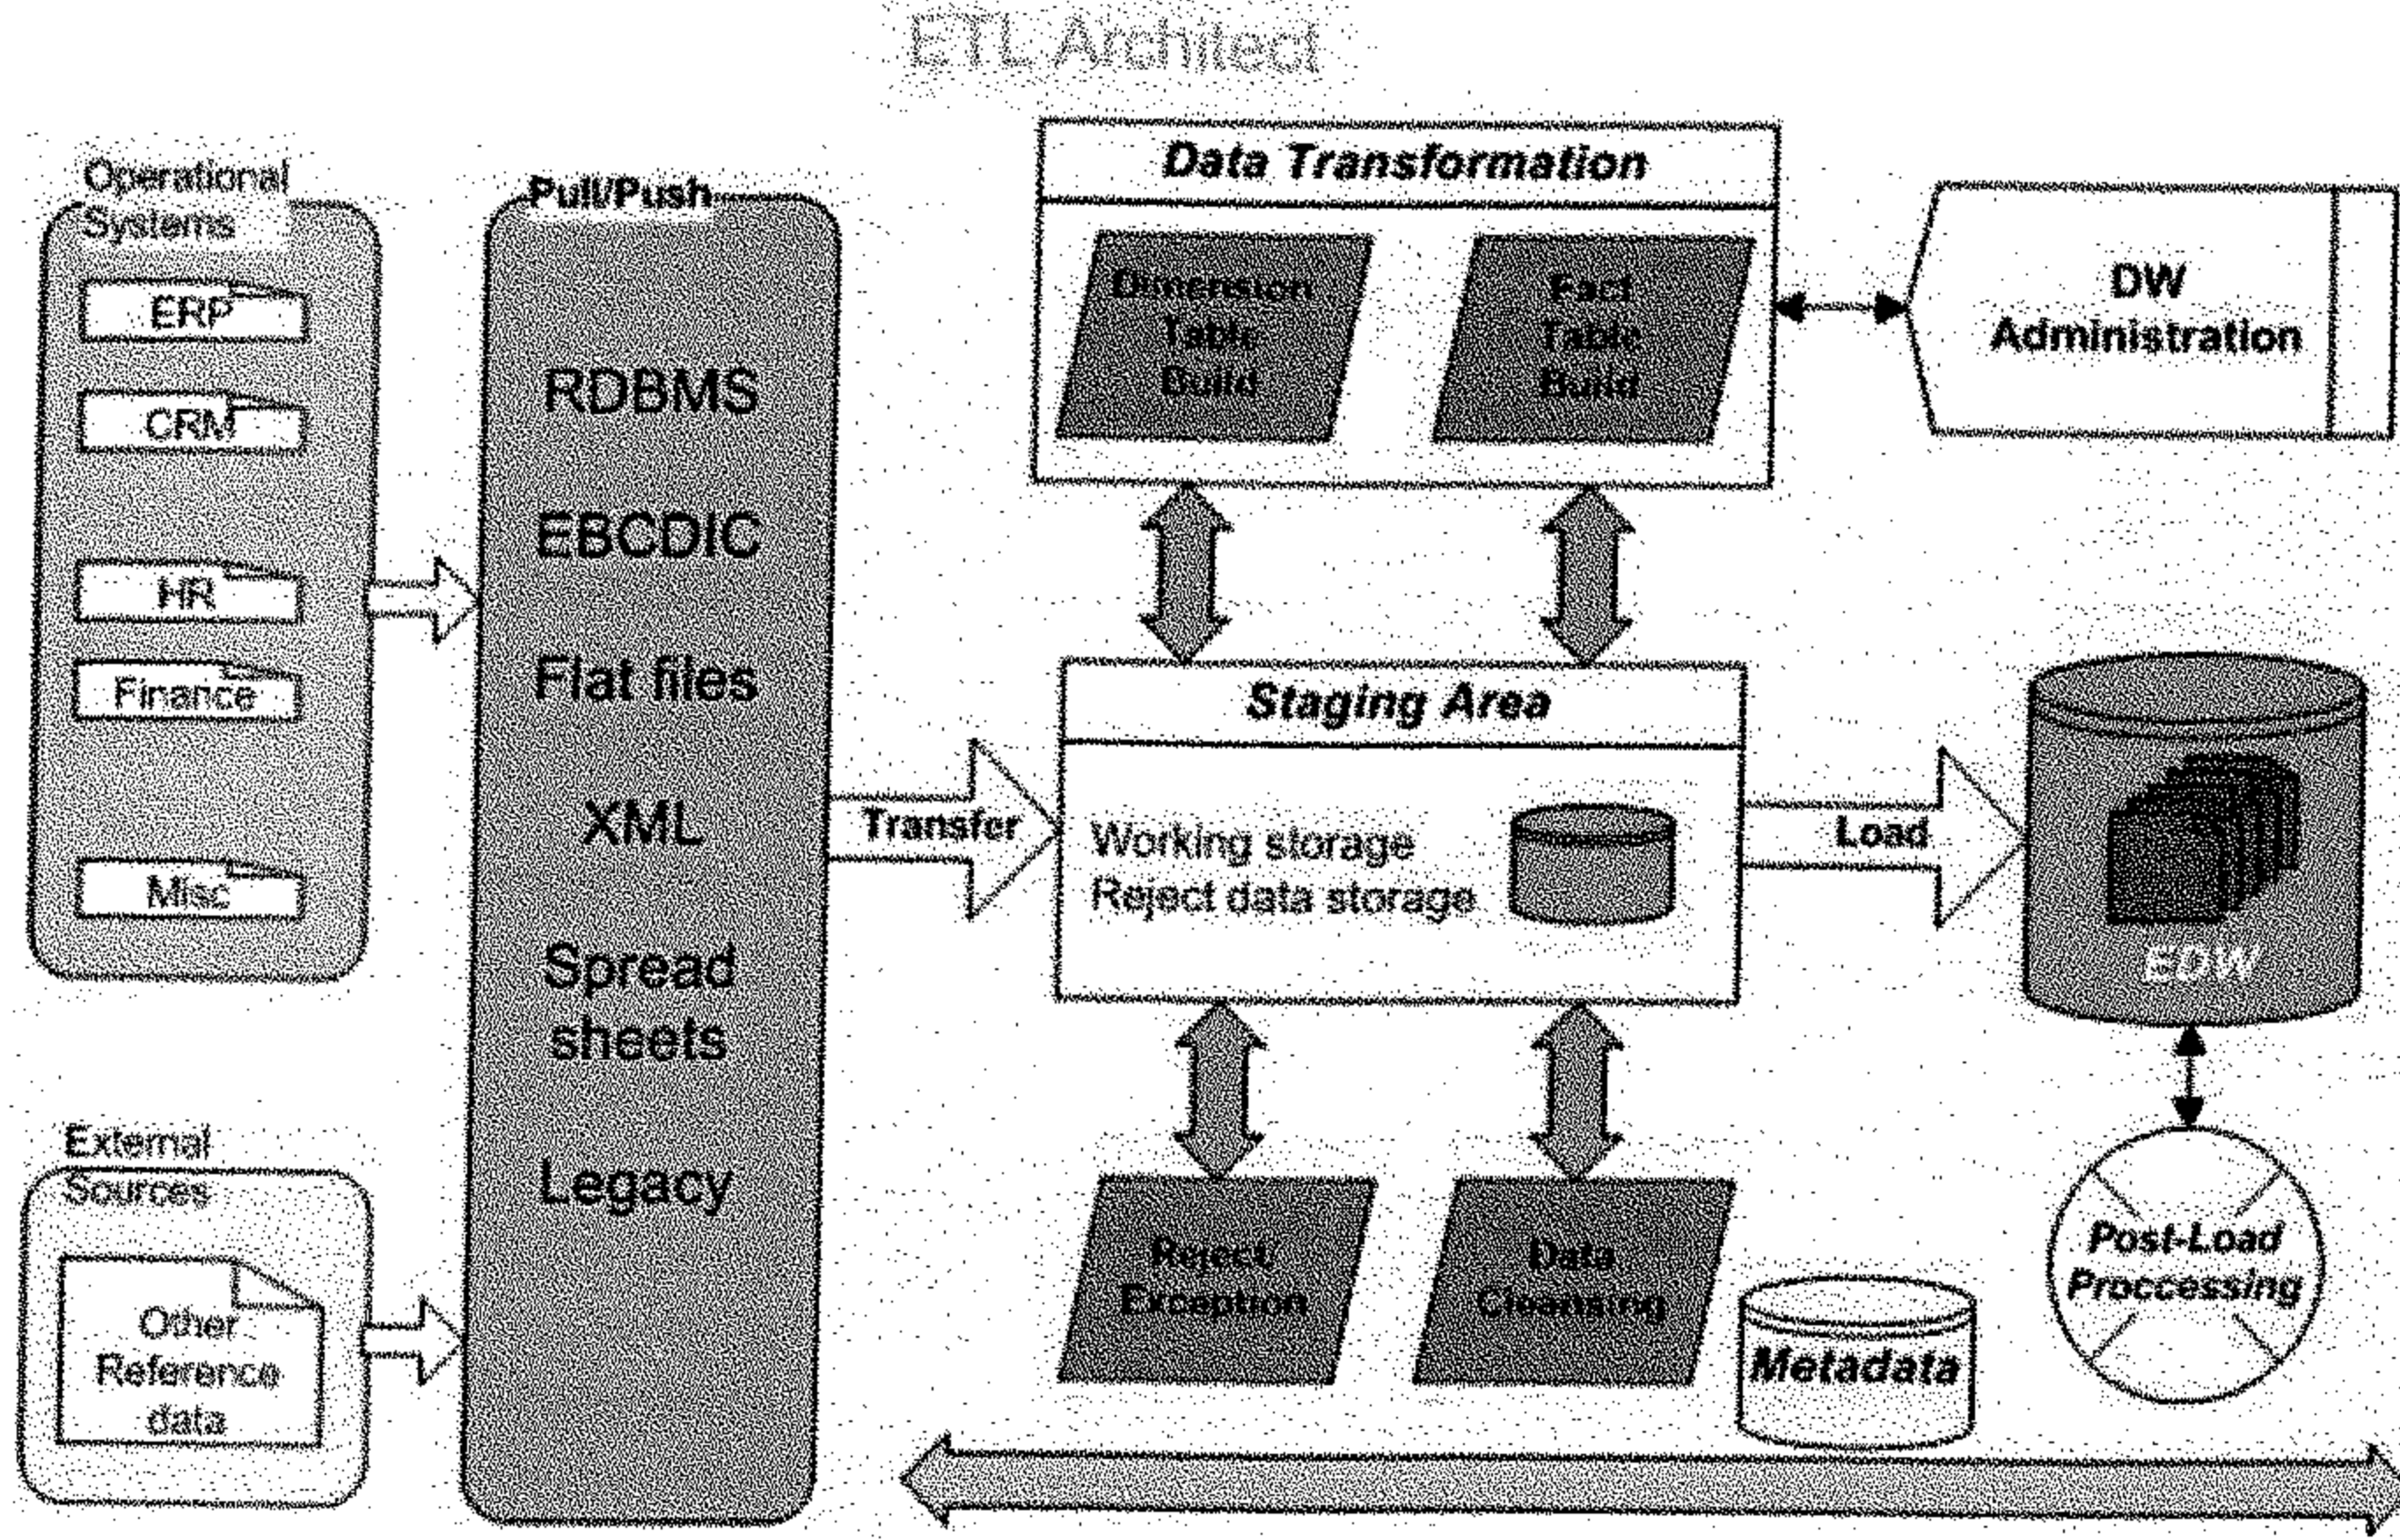 ETL Architect
Operational
Systems
ERP
CRM
HR
Finance
Misc
External
Sources
Other
Reference
data
Pull/Push
RDBMS
EBCDIC
Flat files
XML
Spread
sheets
Legacy
Transfer
Data Transformation
Dimension
Table
Build
Fact
Table
Build
DW
Administration
Staging Area
Working storage
Reject data storage
Load
EDW
Reject/
Exception
Data
Cleansing
Metadata
Post-Load
Proccessing